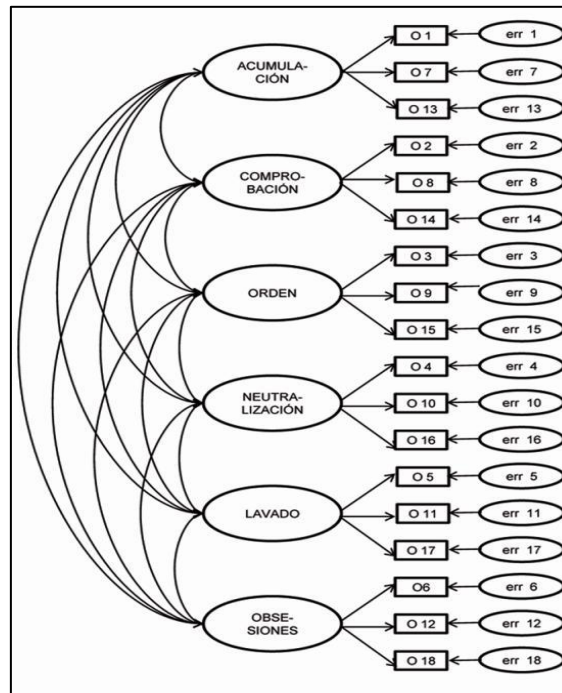 O 1 err 1
ACUMULA-
CIÓN
O 7 err 7
O 13 err 13
O 2 err 2
COMPRO-
BACIÓN
O 8 err 8
O 14 err 14
O 3 err 3
ORDEN
O 9 err 9
O 15 err 15
O 4 err 4
NEUTRA-
LIZACIÓN
O 10 err 10
O 16 err 16
O 5 err 5
LAVADO
O 11 err 11
O 17 err 17
O6 err 6
OBSE-
SIONES
O 12 err 12
O 18 err 18